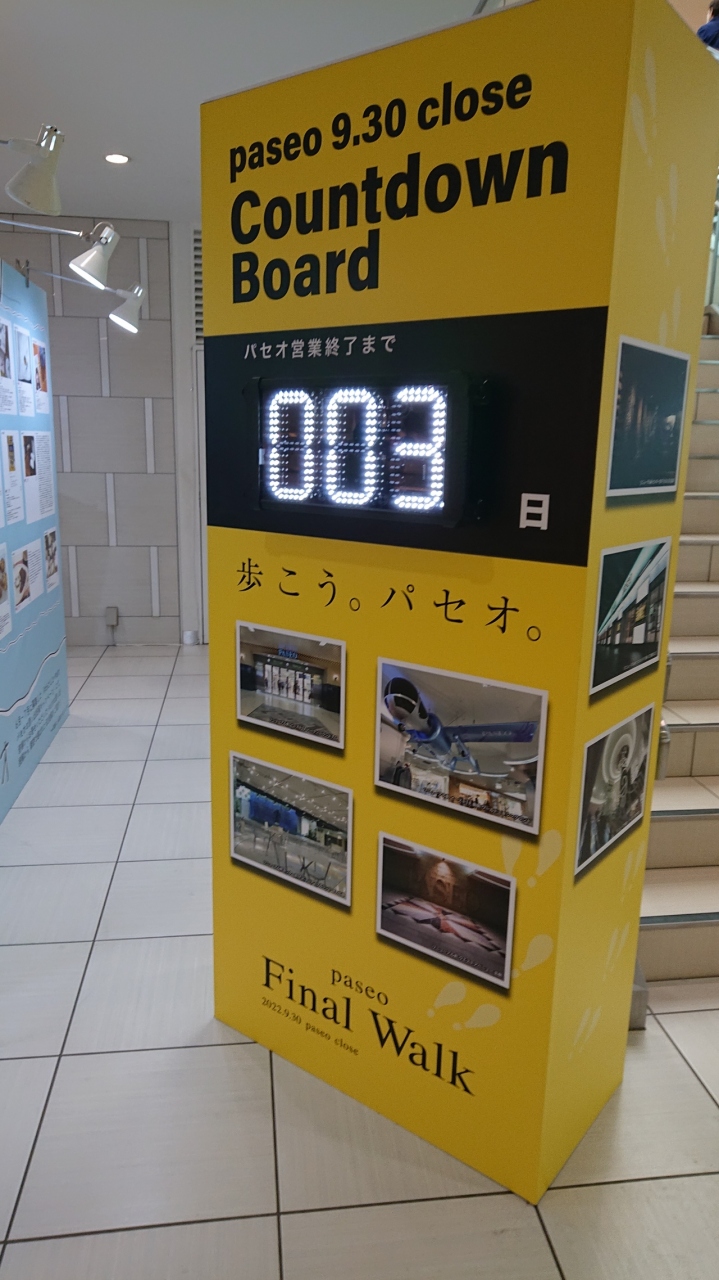 paseo 9.30 close
Countdown
Board
パセオ営業終了まで
003
日
歩こう。パセオ。
PASEO
paseo
Final Walk
2022.9.30 paseo close